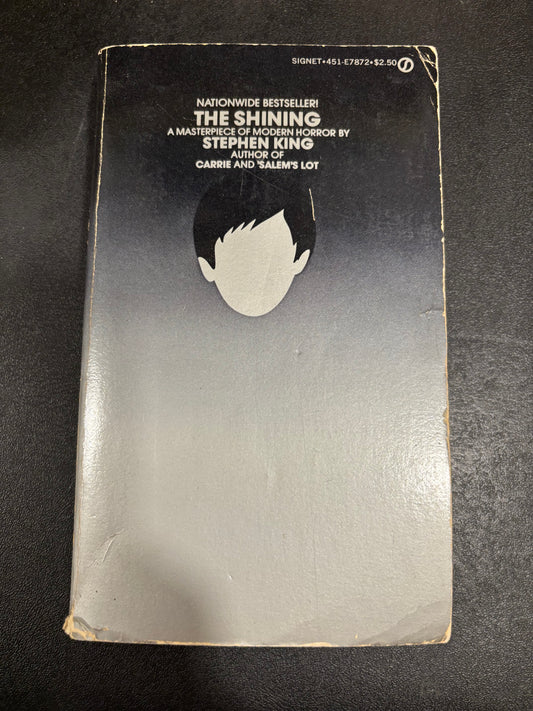 SIGNET•451-E7872•$2.50
NATIONWIDE BESTSELLER!
THE SHINING
A MASTERPIECE OF MODERN HORROR BY
STEPHEN KING
AUTHOR OF
CARRIE AND 'SALEM'S LOT